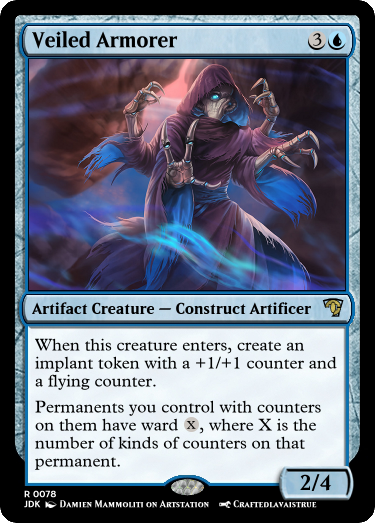 Veiled Armorer 3
Artifact Creature — Construct Artificer
When this creature enters, create an
implant token with a +1/+1 counter and
a flying counter.
Permanents you control with counters
on them have ward X, where X is the
number of kinds of counters on that
permanent.
2/4
R 0078
JDK Damien Mammoliti on Artstation Craftedlavaistrue